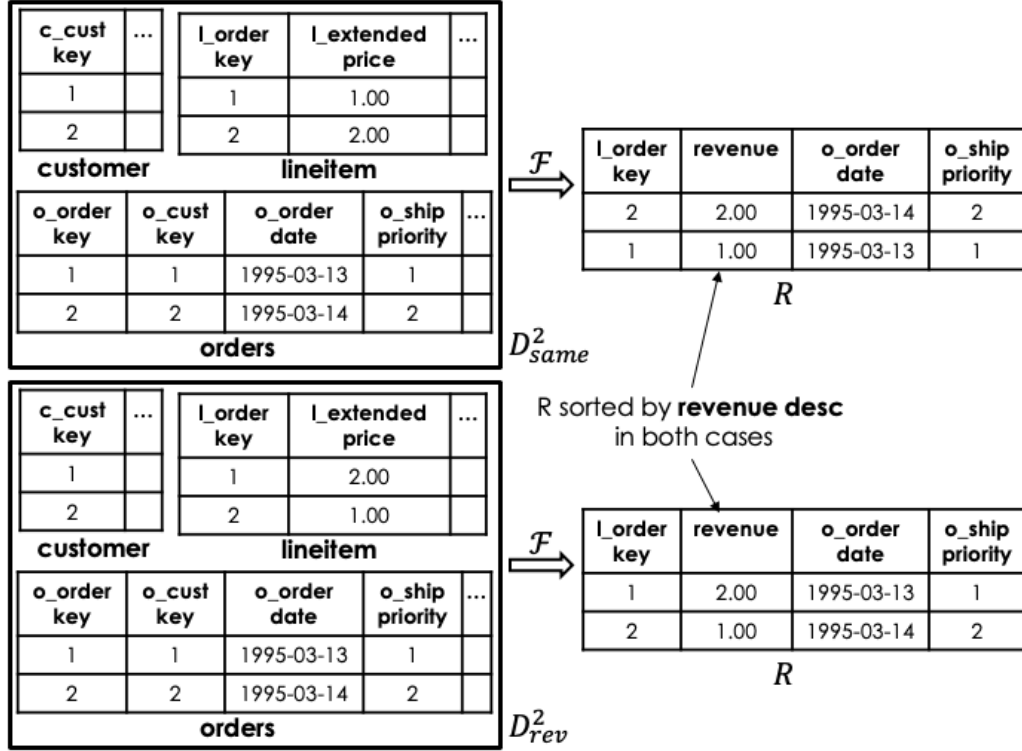 c_cust key ...
1
2
customer
l_order key l_extended price ...
1 1.00
2 2.00
lineitem
o_order key o_cust key o_order date o_ship priority ...
1 1 1995-03-13 1
2 2 1995-03-14 2
orders
D²same
ℱ
l_order key revenue o_order date o_ship priority
2 2.00 1995-03-14 2
1 1.00 1995-03-13 1
R
R sorted by revenue desc
in both cases
c_cust key ...
1
2
customer
l_order key l_extended price ...
1 2.00
2 1.00
lineitem
o_order key o_cust key o_order date o_ship priority ...
1 1 1995-03-13 1
2 2 1995-03-14 2
orders
D²rev
ℱ
l_order key revenue o_order date o_ship priority
1 2.00 1995-03-13 1
2 1.00 1995-03-14 2
R